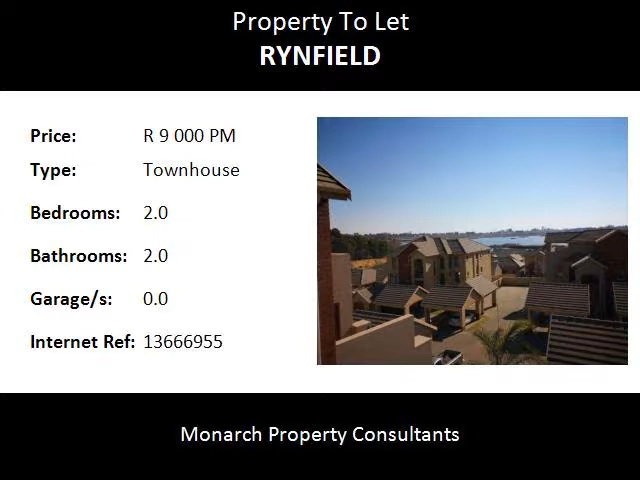 Property To Let
RYNFIELD
Price: R 9 000 PM
Type: Townhouse
Bedrooms: 2.0
Bathrooms: 2.0
Garage/s: 0.0
Internet Ref: 13666955
Monarch Property Consultants